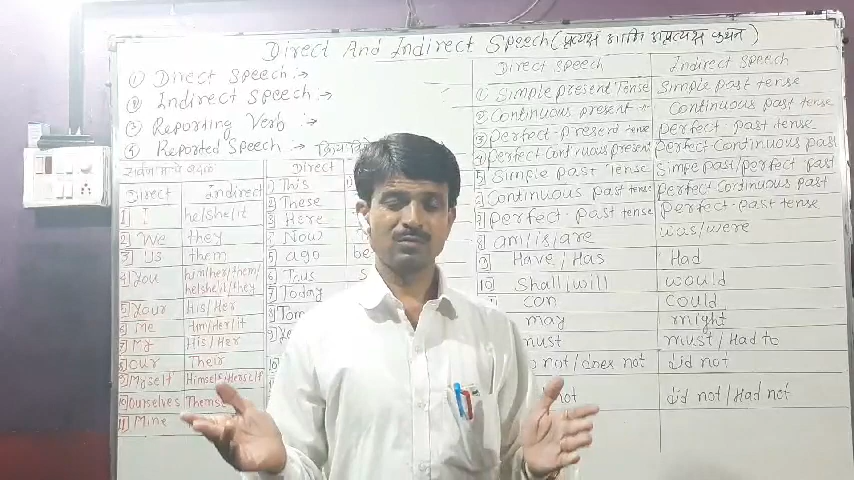 Direct And Indirect Speech (प्रत्यक्ष आणि अप्रत्यक्ष कथन)
① Direct Speech :→
② Indirect Speech :→
③ Reporting Verb :→
④ Reported Speech :→
Direct Indirect
1] I he/she/it
2] We they
3] Us them
4] You him/her/them/
he/she/it/they
5] Your His/Her
6] Me Him/Her/it
7] My His/Her
8] our Their
9] Myself Himself/Herself
10] Ourselves
11] Mine
Direct
1] This
2] These
3] Here
4] Now
5] ago
6] Tous
7] Today
Direct Speech Indirect Speech
① Simple present Tense Simple past tense
Continuous present Continuous past tense
③ perfect-present tense perfect-past tense
4] perfect continuous present perfect continuous past
5] Simple past Tense Simpe past/perfect past
Continuous past tense perfect continuous past
7] perfect-past tense perfect-past tense
8] am/is/are was/were
9] Have/Has Had
10] Shall/will would
can could
may might
must must/Had to
not/does not did not
not did not/Had not